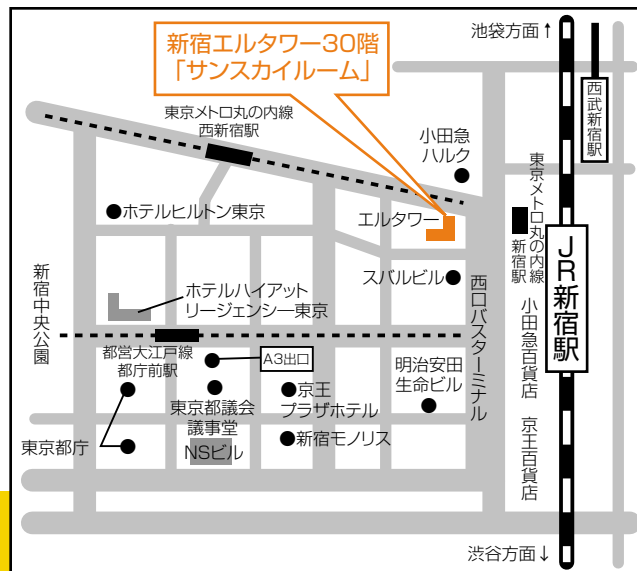 新宿エルタワー30階
「サンスカイルーム」
池袋方面↑
西武新宿駅
東京メトロ丸の内線
西新宿駅
小田急
ハルク
東京メトロ丸の内線
新宿駅
ホテルヒルトン東京
エルタワー
JR新宿駅
新宿中央公園
ホテルハイアット
リージェンシー東京
スバルビル
西口バスターミナル
小田急百貨店
都営大江戸線
都庁前駅
A3出口
明治安田
生命ビル
東京都議会
議事堂
京王
プラザホテル
京王百貨店
東京都庁
NSビル
新宿モノリス
渋谷方面↓